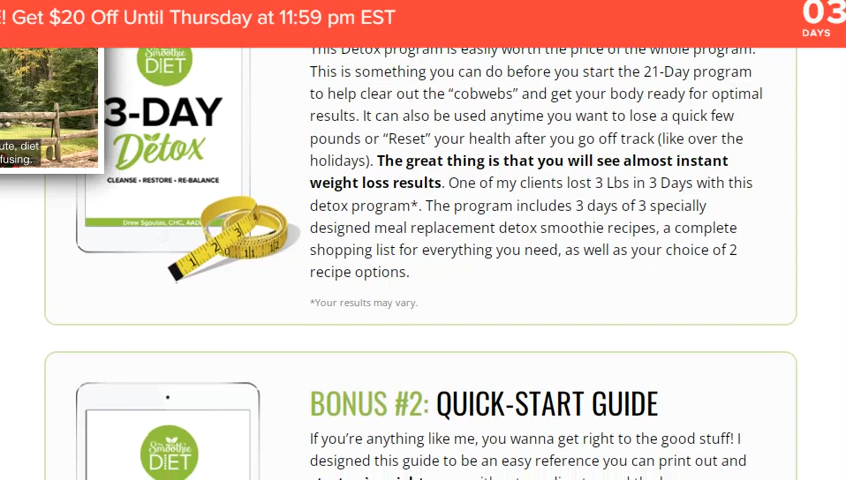 E! Get $20 Off Until Thursday at 11:59 pm EST
03
DAYS
ute, diet
fusing.
Smoothie
DIET
3-DAY
Detox
CLEANSE • RESTORE • RE-BALANCE
Drew Sgoutas, CHC, AAD
This Detox program is easily worth the price of the whole program.
This is something you can do before you start the 21-Day program
to help clear out the “cobwebs” and get your body ready for optimal
results. It can also be used anytime you want to lose a quick few
pounds or “Reset” your health after you go off track (like over the
holidays). The great thing is that you will see almost instant
weight loss results. One of my clients lost 3 Lbs in 3 Days with this
detox program*. The program includes 3 days of 3 specially
designed meal replacement detox smoothie recipes, a complete
shopping list for everything you need, as well as your choice of 2
recipe options.
*Your results may vary.
BONUS #2: QUICK-START GUIDE
Smoothie
DIET
If you’re anything like me, you wanna get right to the good stuff! I
designed this guide to be an easy reference you can print out and